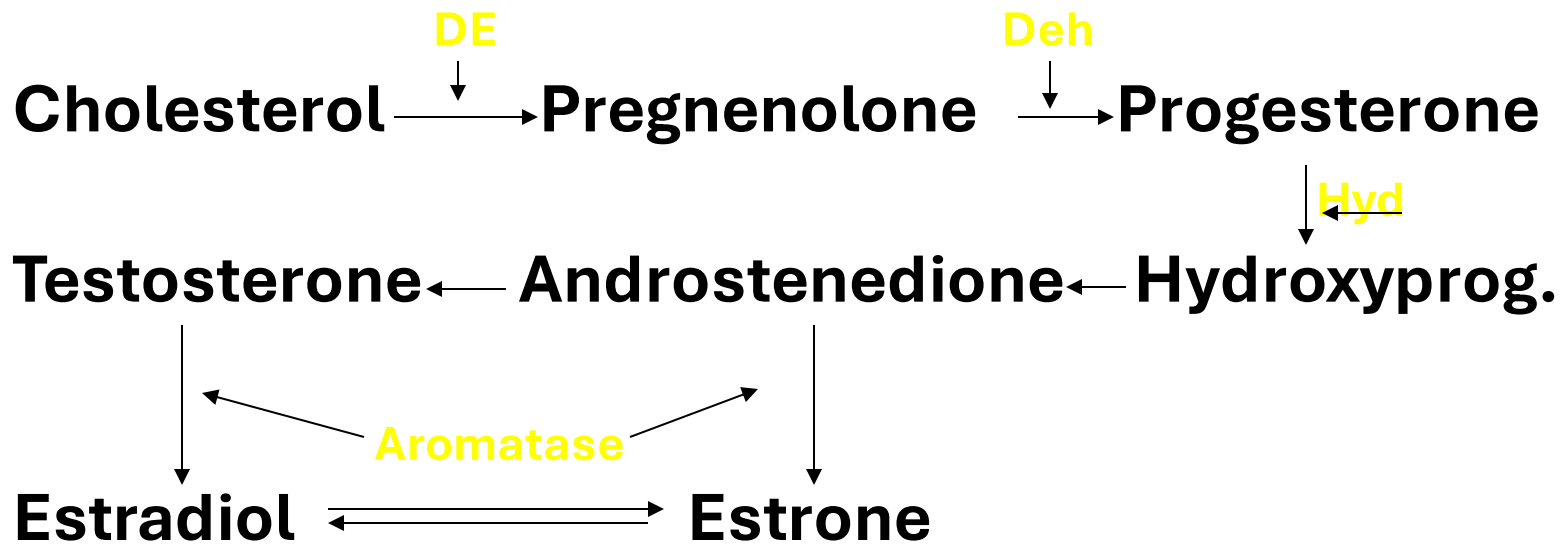 DE Deh
Cholesterol Pregnenolone Progesterone
Hyd
Testosterone Androstenedione Hydroxyprog.
Aromatase
Estradiol Estrone